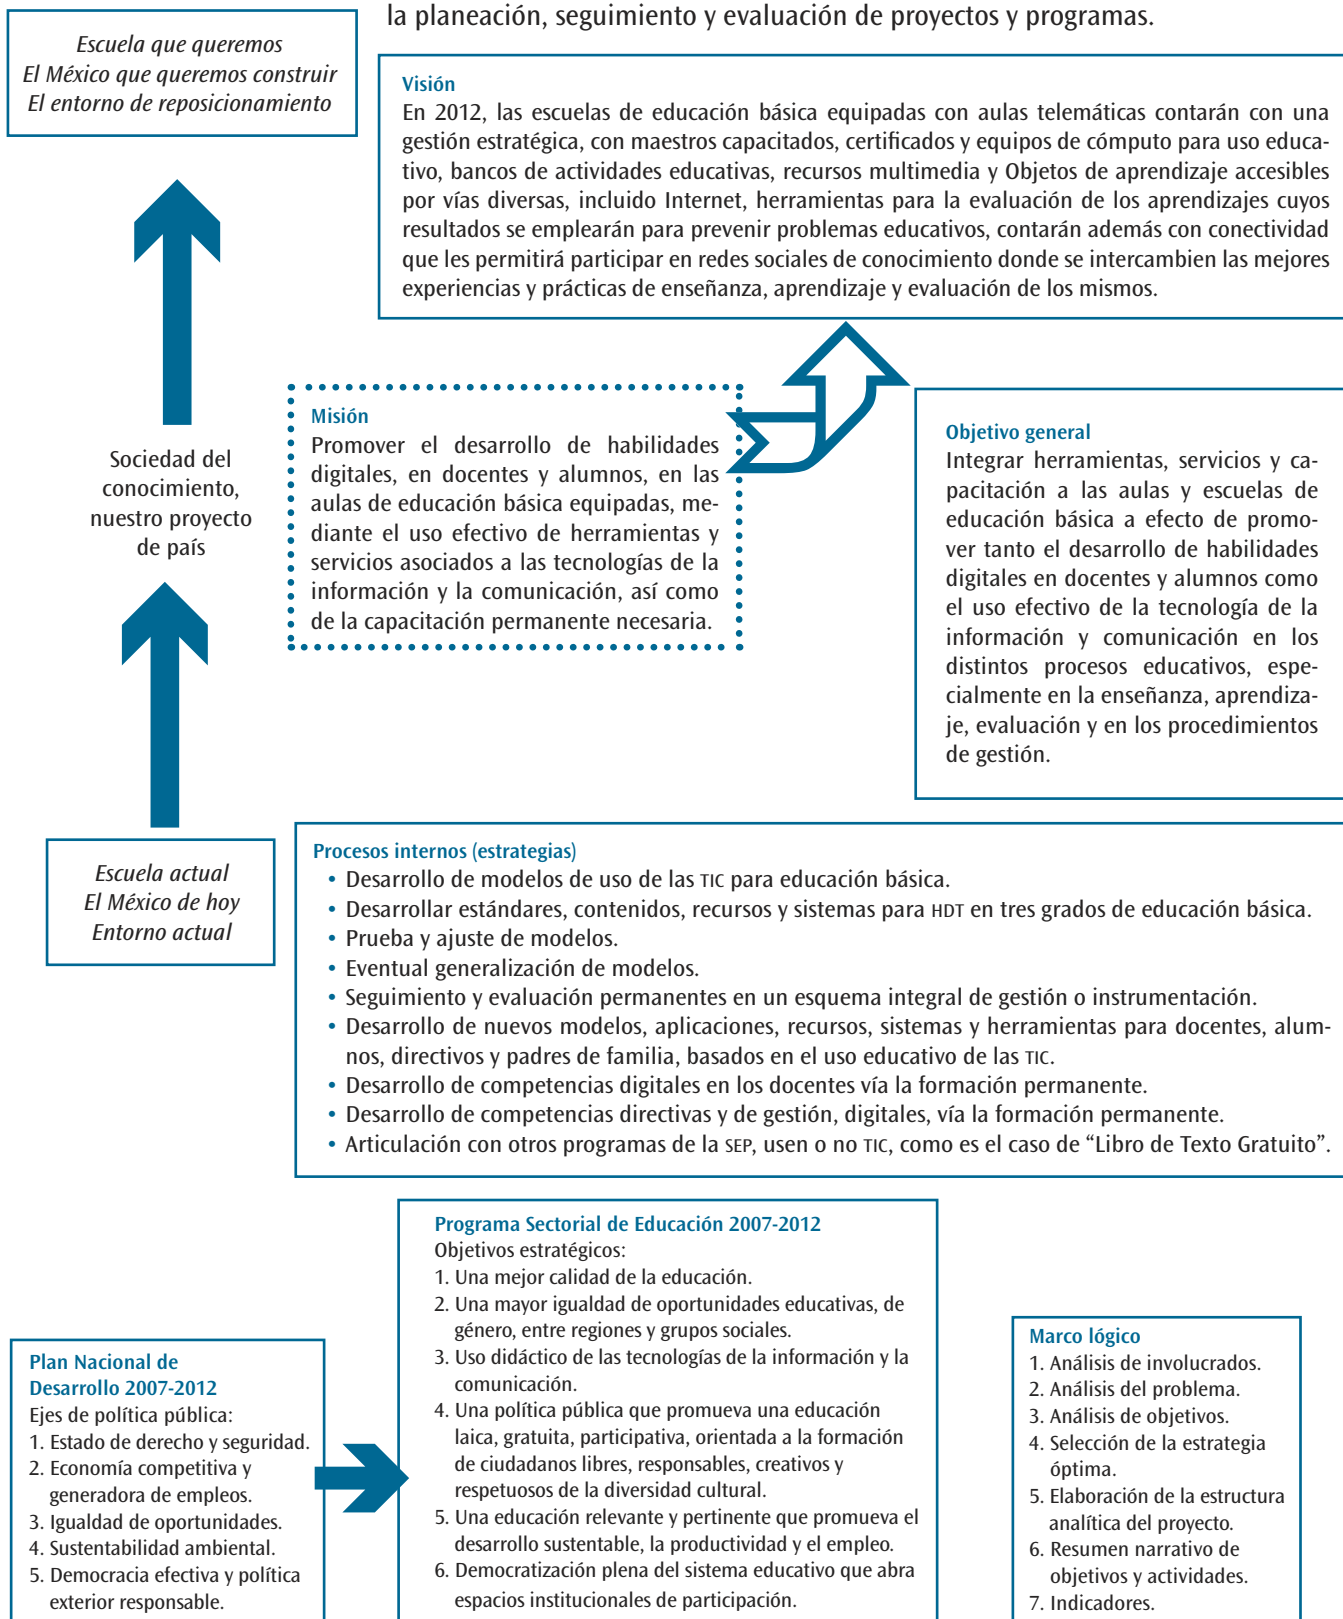 la planeación, seguimiento y evaluación de proyectos y programas.
Escuela que queremos
El México que queremos construir
El entorno de reposicionamiento
Visión
En 2012, las escuelas de educación básica equipadas con aulas telemáticas contarán con una
gestión estratégica, con maestros capacitados, certificados y equipos de cómputo para uso educa-
tivo, bancos de actividades educativas, recursos multimedia y Objetos de aprendizaje accesibles
por vías diversas, incluido Internet, herramientas para la evaluación de los aprendizajes cuyos
resultados se emplearán para prevenir problemas educativos, contarán además con conectividad
que les permitirá participar en redes sociales de conocimiento donde se intercambien las mejores
experiencias y prácticas de enseñanza, aprendizaje y evaluación de los mismos.
Sociedad del
conocimiento,
nuestro proyecto
de país
Misión
Promover el desarrollo de habilidades
digitales, en docentes y alumnos, en las
aulas de educación básica equipadas, me-
diante el uso efectivo de herramientas y
servicios asociados a las tecnologías de la
información y la comunicación, así como
de la capacitación permanente necesaria.
Objetivo general
Integrar herramientas, servicios y ca-
pacitación a las aulas y escuelas de
educación básica a efecto de promo-
ver tanto el desarrollo de habilidades
digitales en docentes y alumnos como
el uso efectivo de la tecnología de la
información y comunicación en los
distintos procesos educativos, espe-
cialmente en la enseñanza, aprendiza-
je, evaluación y en los procedimientos
de gestión.
Escuela actual
El México de hoy
Entorno actual
Procesos internos (estrategias)
• Desarrollo de modelos de uso de las TIC para educación básica.
• Desarrollar estándares, contenidos, recursos y sistemas para HDT en tres grados de educación básica.
• Prueba y ajuste de modelos.
• Eventual generalización de modelos.
• Seguimiento y evaluación permanentes en un esquema integral de gestión o instrumentación.
• Desarrollo de nuevos modelos, aplicaciones, recursos, sistemas y herramientas para docentes, alum-
nos, directivos y padres de familia, basados en el uso educativo de las TIC.
• Desarrollo de competencias digitales en los docentes vía la formación permanente.
• Desarrollo de competencias directivas y de gestión, digitales, vía la formación permanente.
• Articulación con otros programas de la SEP, usen o no TIC, como es el caso de “Libro de Texto Gratuito”.
Plan Nacional de
Desarrollo 2007-2012
Ejes de política pública:
1. Estado de derecho y seguridad.
2. Economía competitiva y
generadora de empleos.
3. Igualdad de oportunidades.
4. Sustentabilidad ambiental.
5. Democracia efectiva y política
exterior responsable.
Programa Sectorial de Educación 2007-2012
Objetivos estratégicos:
1. Una mejor calidad de la educación.
2. Una mayor igualdad de oportunidades educativas, de
género, entre regiones y grupos sociales.
3. Uso didáctico de las tecnologías de la información y la
comunicación.
4. Una política pública que promueva una educación
laica, gratuita, participativa, orientada a la formación
de ciudadanos libres, responsables, creativos y
respetuosos de la diversidad cultural.
5. Una educación relevante y pertinente que promueva el
desarrollo sustentable, la productividad y el empleo.
6. Democratización plena del sistema educativo que abra
espacios institucionales de participación.
Marco lógico
1. Análisis de involucrados.
2. Análisis del problema.
3. Análisis de objetivos.
4. Selección de la estrategia
óptima.
5. Elaboración de la estructura
analítica del proyecto.
6. Resumen narrativo de
objetivos y actividades.
7. Indicadores.